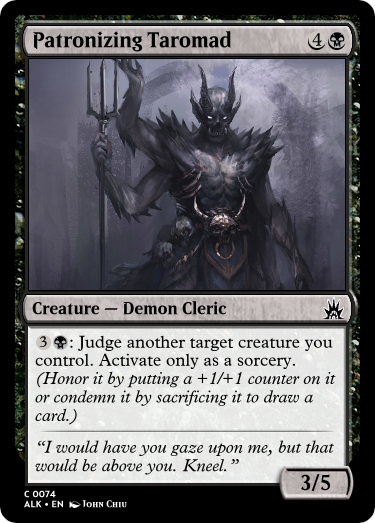 Patronizing Taromad 4
Creature — Demon Cleric
3 : Judge another target creature you
control. Activate only as a sorcery.
(Honor it by putting a +1/+1 counter on it
or condemn it by sacrificing it to draw a
card.)
“I would have you gaze upon me, but that
would be above you. Kneel.”
3/5
C 0074
ALK • EN John Chiu